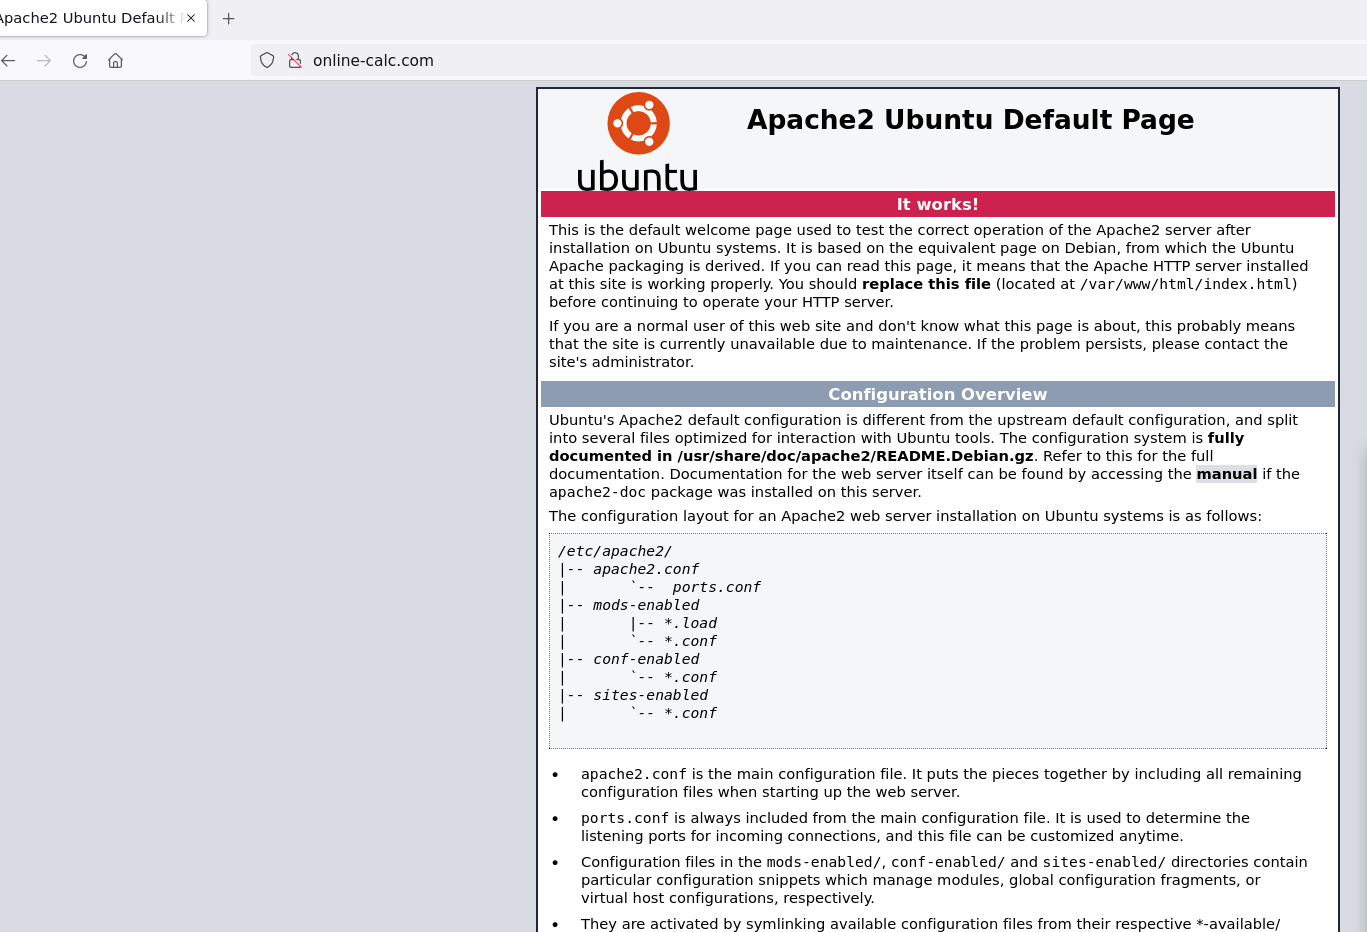 Apache2 Ubuntu Default
online-calc.com
ubuntu
Apache2 Ubuntu Default Page
It works!
This is the default welcome page used to test the correct operation of the Apache2 server after
installation on Ubuntu systems. It is based on the equivalent page on Debian, from which the Ubuntu
Apache packaging is derived. If you can read this page, it means that the Apache HTTP server installed
at this site is working properly. You should replace this file (located at /var/www/html/index.html)
before continuing to operate your HTTP server.
If you are a normal user of this web site and don't know what this page is about, this probably means
that the site is currently unavailable due to maintenance. If the problem persists, please contact the
site's administrator.
Configuration Overview
Ubuntu's Apache2 default configuration is different from the upstream default configuration, and split
into several files optimized for interaction with Ubuntu tools. The configuration system is fully
documented in /usr/share/doc/apache2/README.Debian.gz. Refer to this for the full
documentation. Documentation for the web server itself can be found by accessing the manual if the
apache2-doc package was installed on this server.
The configuration layout for an Apache2 web server installation on Ubuntu systems is as follows:
/etc/apache2/
|-- apache2.conf
|       `--  ports.conf
|-- mods-enabled
|       |-- *.load
|       `-- *.conf
|-- conf-enabled
|       `-- *.conf
|-- sites-enabled
|       `-- *.conf
• apache2.conf is the main configuration file. It puts the pieces together by including all remaining
configuration files when starting up the web server.
• ports.conf is always included from the main configuration file. It is used to determine the
listening ports for incoming connections, and this file can be customized anytime.
• Configuration files in the mods-enabled/, conf-enabled/ and sites-enabled/ directories contain
particular configuration snippets which manage modules, global configuration fragments, or
virtual host configurations, respectively.
• They are activated by symlinking available configuration files from their respective *-available/